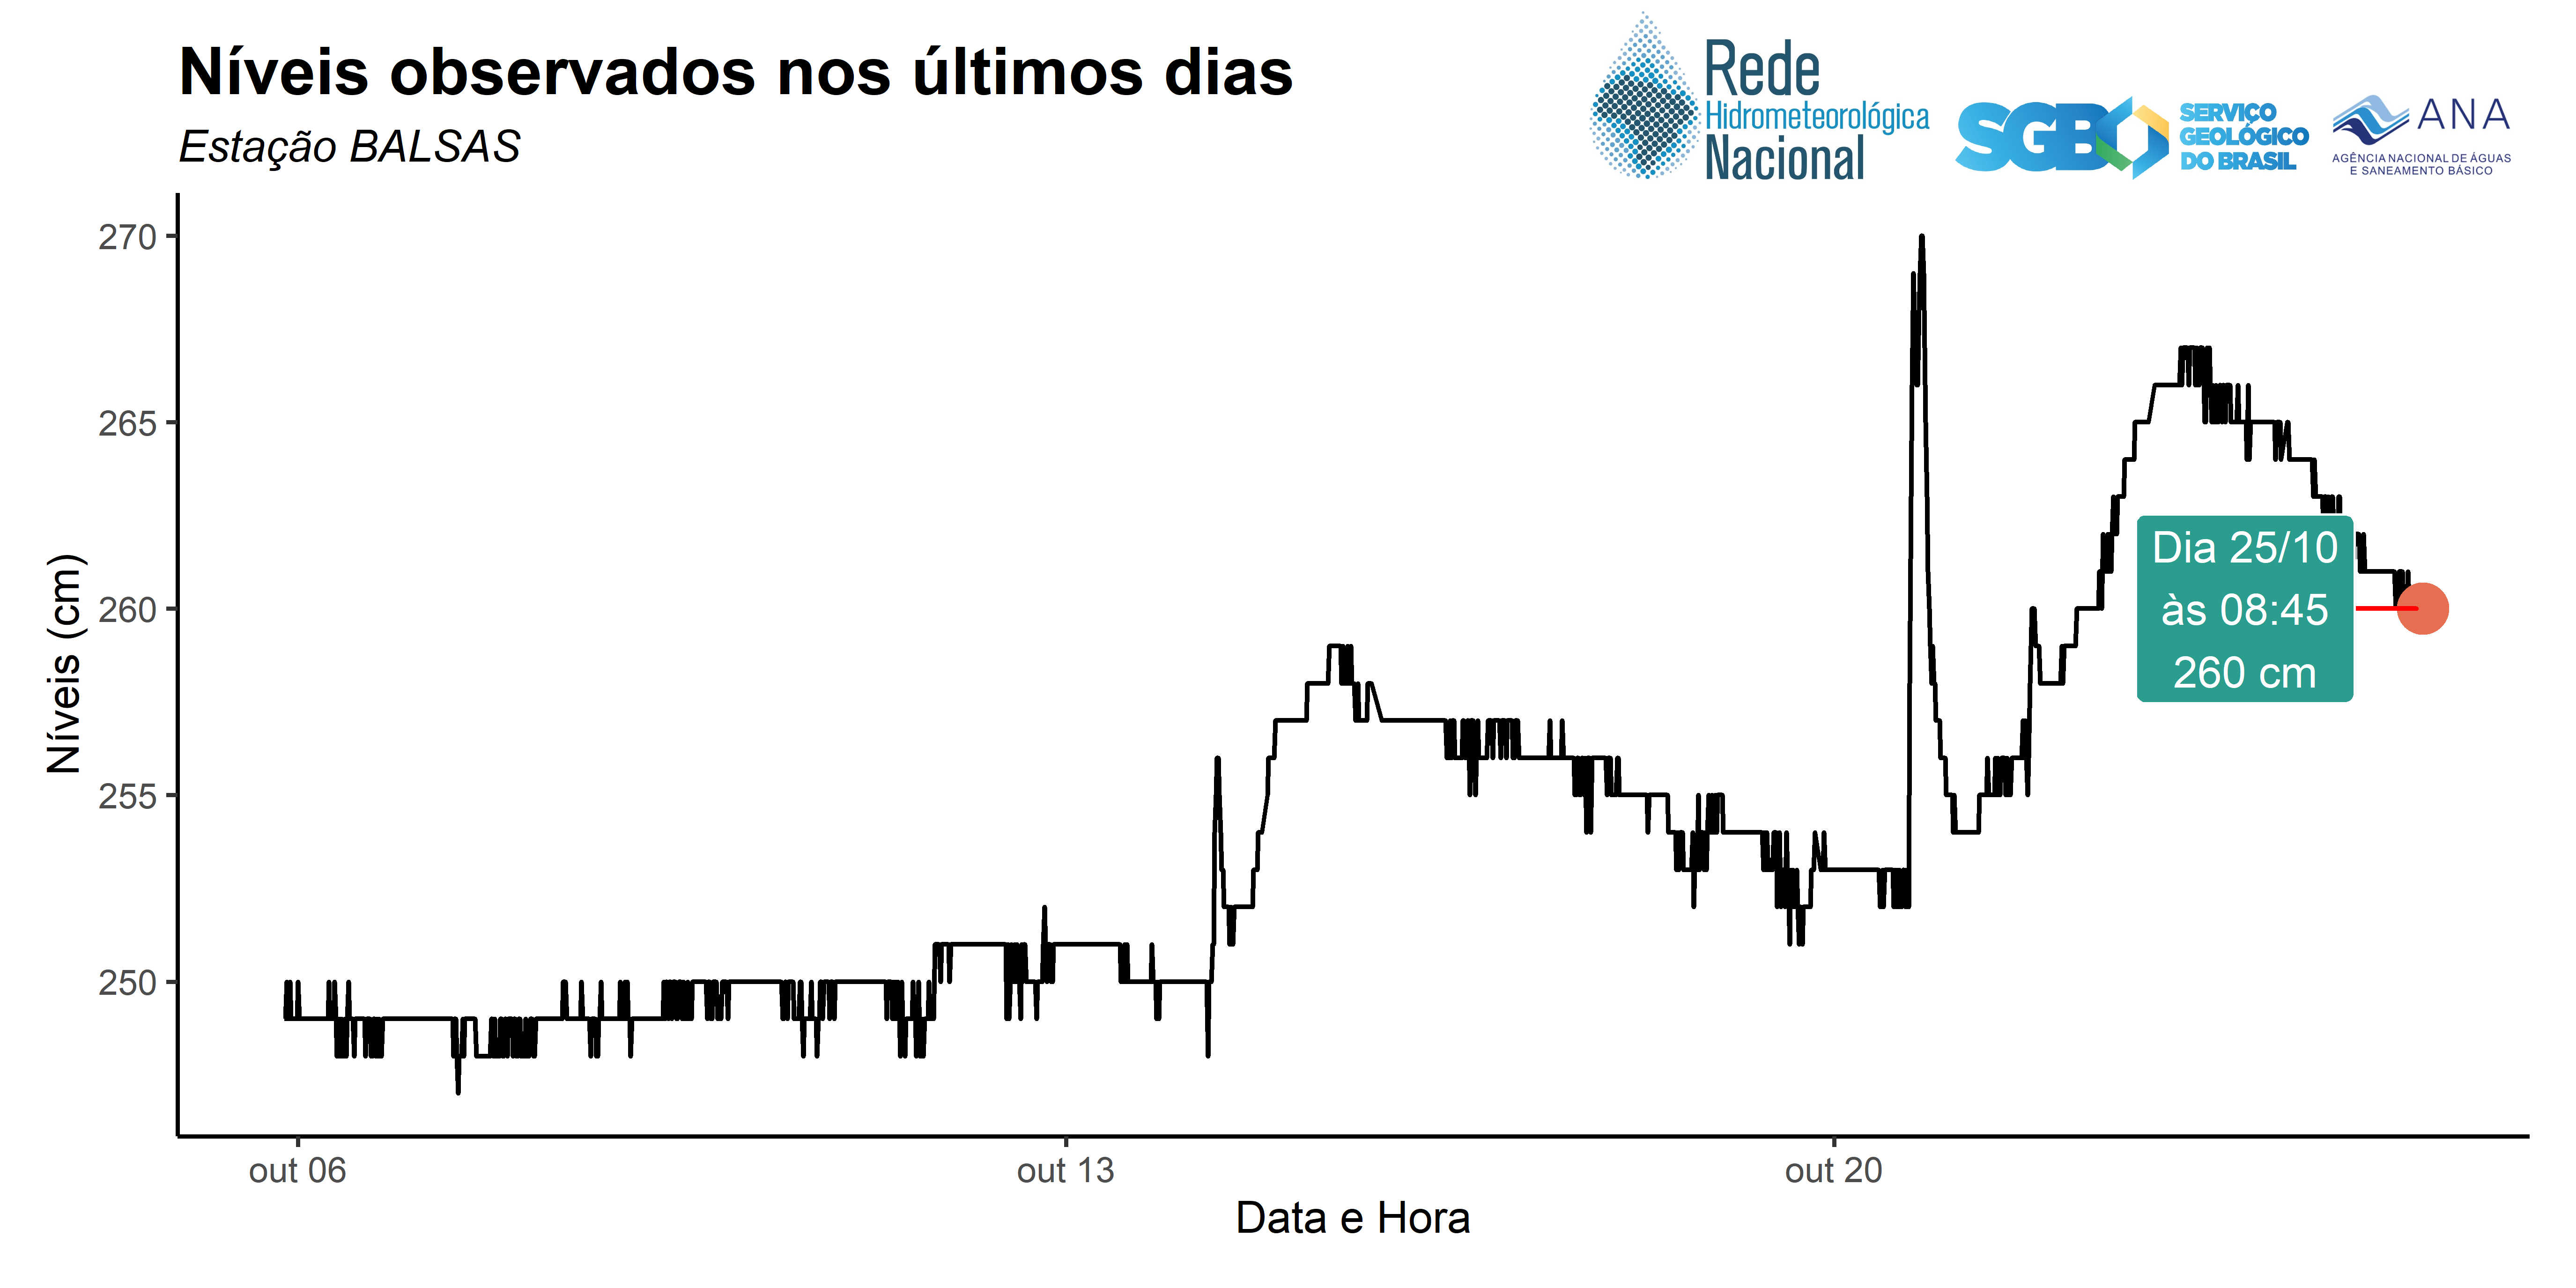 Níveis observados nos últimos dias
Estação BALSAS
Rede
Hidrometeorológica
Nacional
SGB
SERVIÇO
GEOLÓGICO
DO BRASIL
ANA
AGÊNCIA NACIONAL DE ÁGUAS
E SANEAMENTO BÁSICO
270
265
260
255
250
Níveis (cm)
Dia 25/10
às 08:45
260 cm
out 06
out 13
out 20
Data e Hora